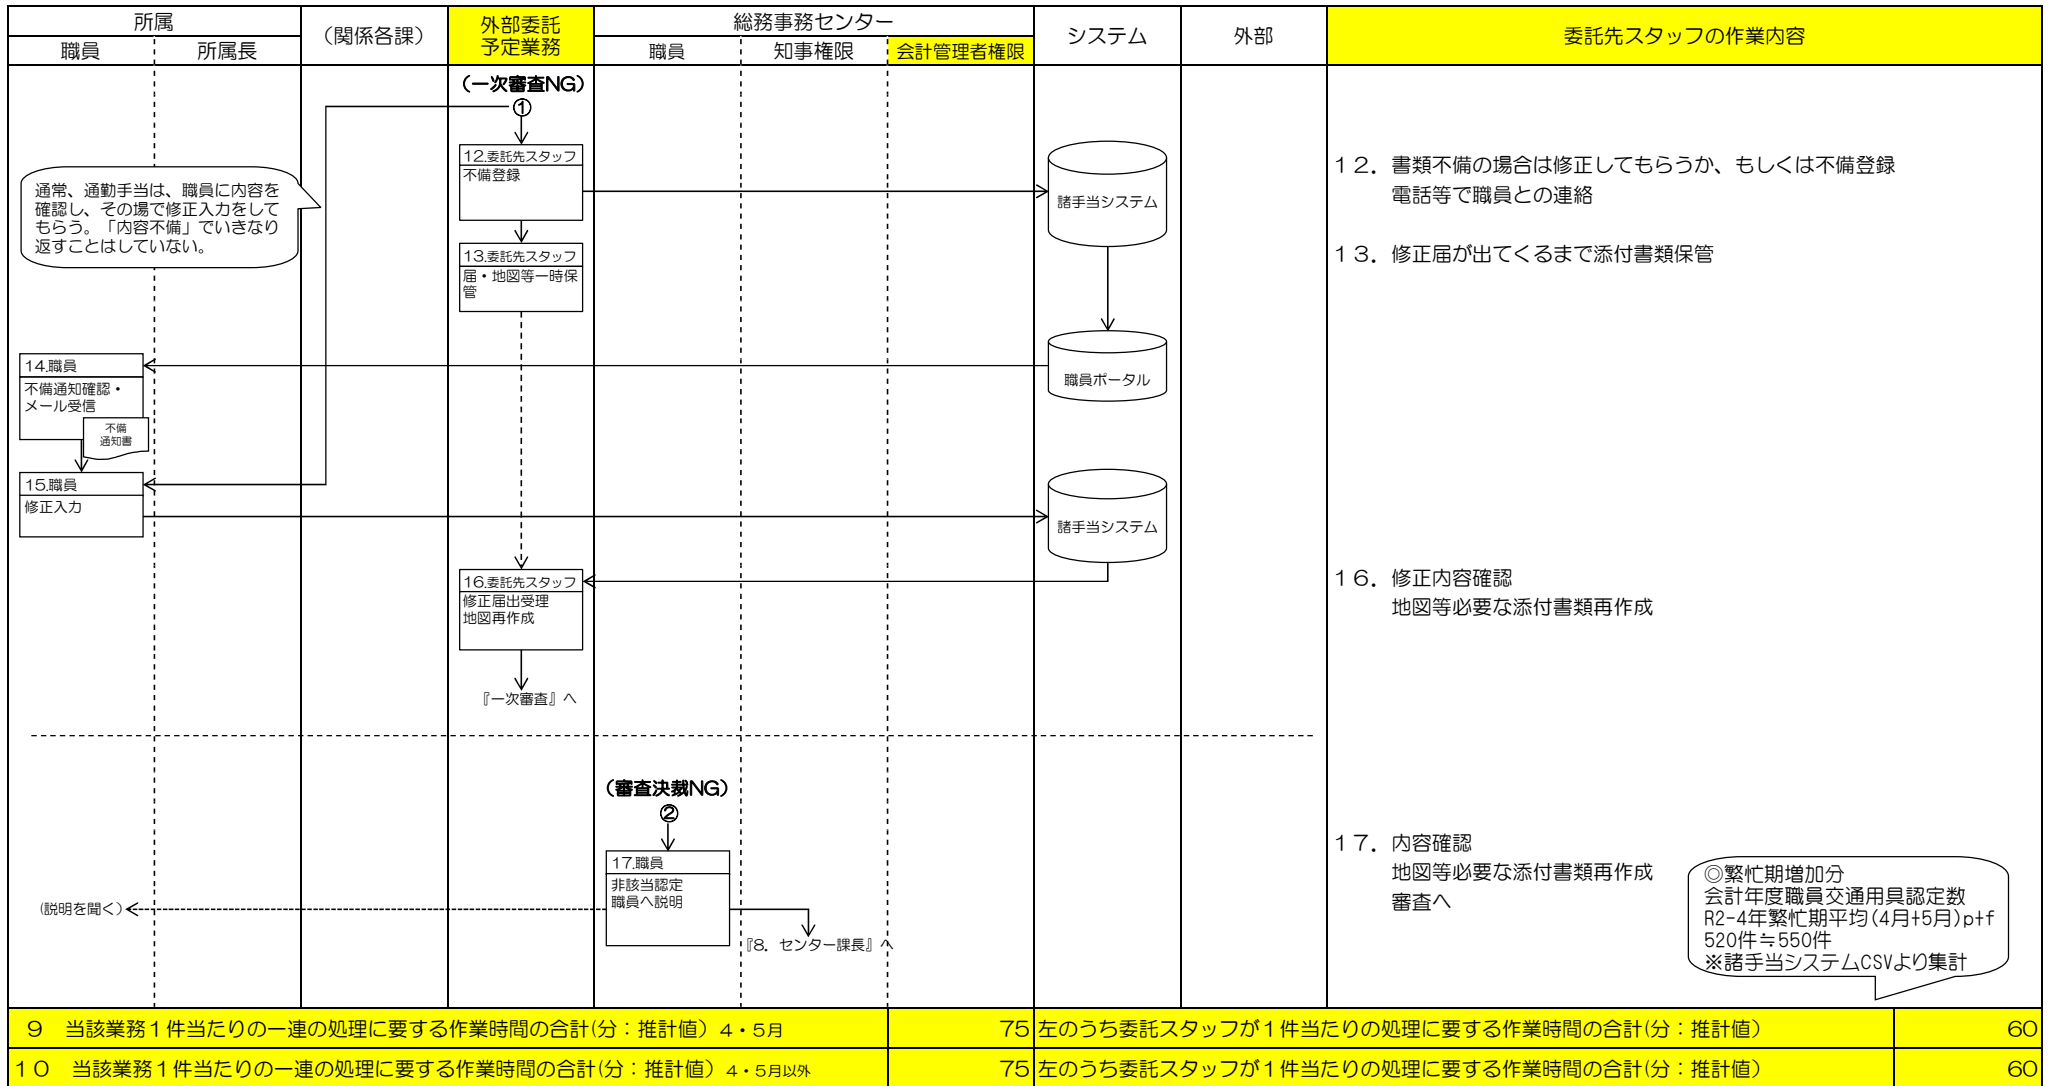 所属
職員
所属長
（関係各課）
外部委託
予定業務
総務事務センター
職員
知事権限
会計管理者権限
システム
外部
委託先スタッフの作業内容
（一次審査NG）
①
12.委託先スタッフ
不備登録
諸手当システム
通常、通勤手当は、職員に内容を
確認し、その場で修正入力をして
もらう。「内容不備」でいきなり
返すことはしていない。
13.委託先スタッフ
届・地図等一時保
管
14.職員
不備通知確認・
メール受信
不備
通知書
職員ポータル
15.職員
修正入力
諸手当システム
16.委託先スタッフ
修正届出受理
地図再作成
『一次審査』へ
１２．書類不備の場合は修正してもらうか、もしくは不備登録
電話等で職員との連絡
１３．修正届が出てくるまで添付書類保管
１６．修正内容確認
地図等必要な添付書類再作成
（審査決裁NG）
②
17.職員
非該当認定
職員へ説明
(説明を聞く)
『8．センター課長』へ
１７．内容確認
地図等必要な添付書類再作成
審査へ
◎繁忙期増加分
会計年度職員交通用具認定数
R2-4年繁忙期平均(4月+5月)p+f
520件≒550件
※諸手当システムCSVより集計
９　当該業務１件当たりの一連の処理に要する作業時間の合計(分：推計値）４・５月
75
左のうち委託スタッフが１件当たりの処理に要する作業時間の合計(分：推計値）
60
１０　当該業務１件当たりの一連の処理に要する作業時間の合計(分：推計値）４・５月以外
75
左のうち委託スタッフが１件当たりの処理に要する作業時間の合計(分：推計値）
60